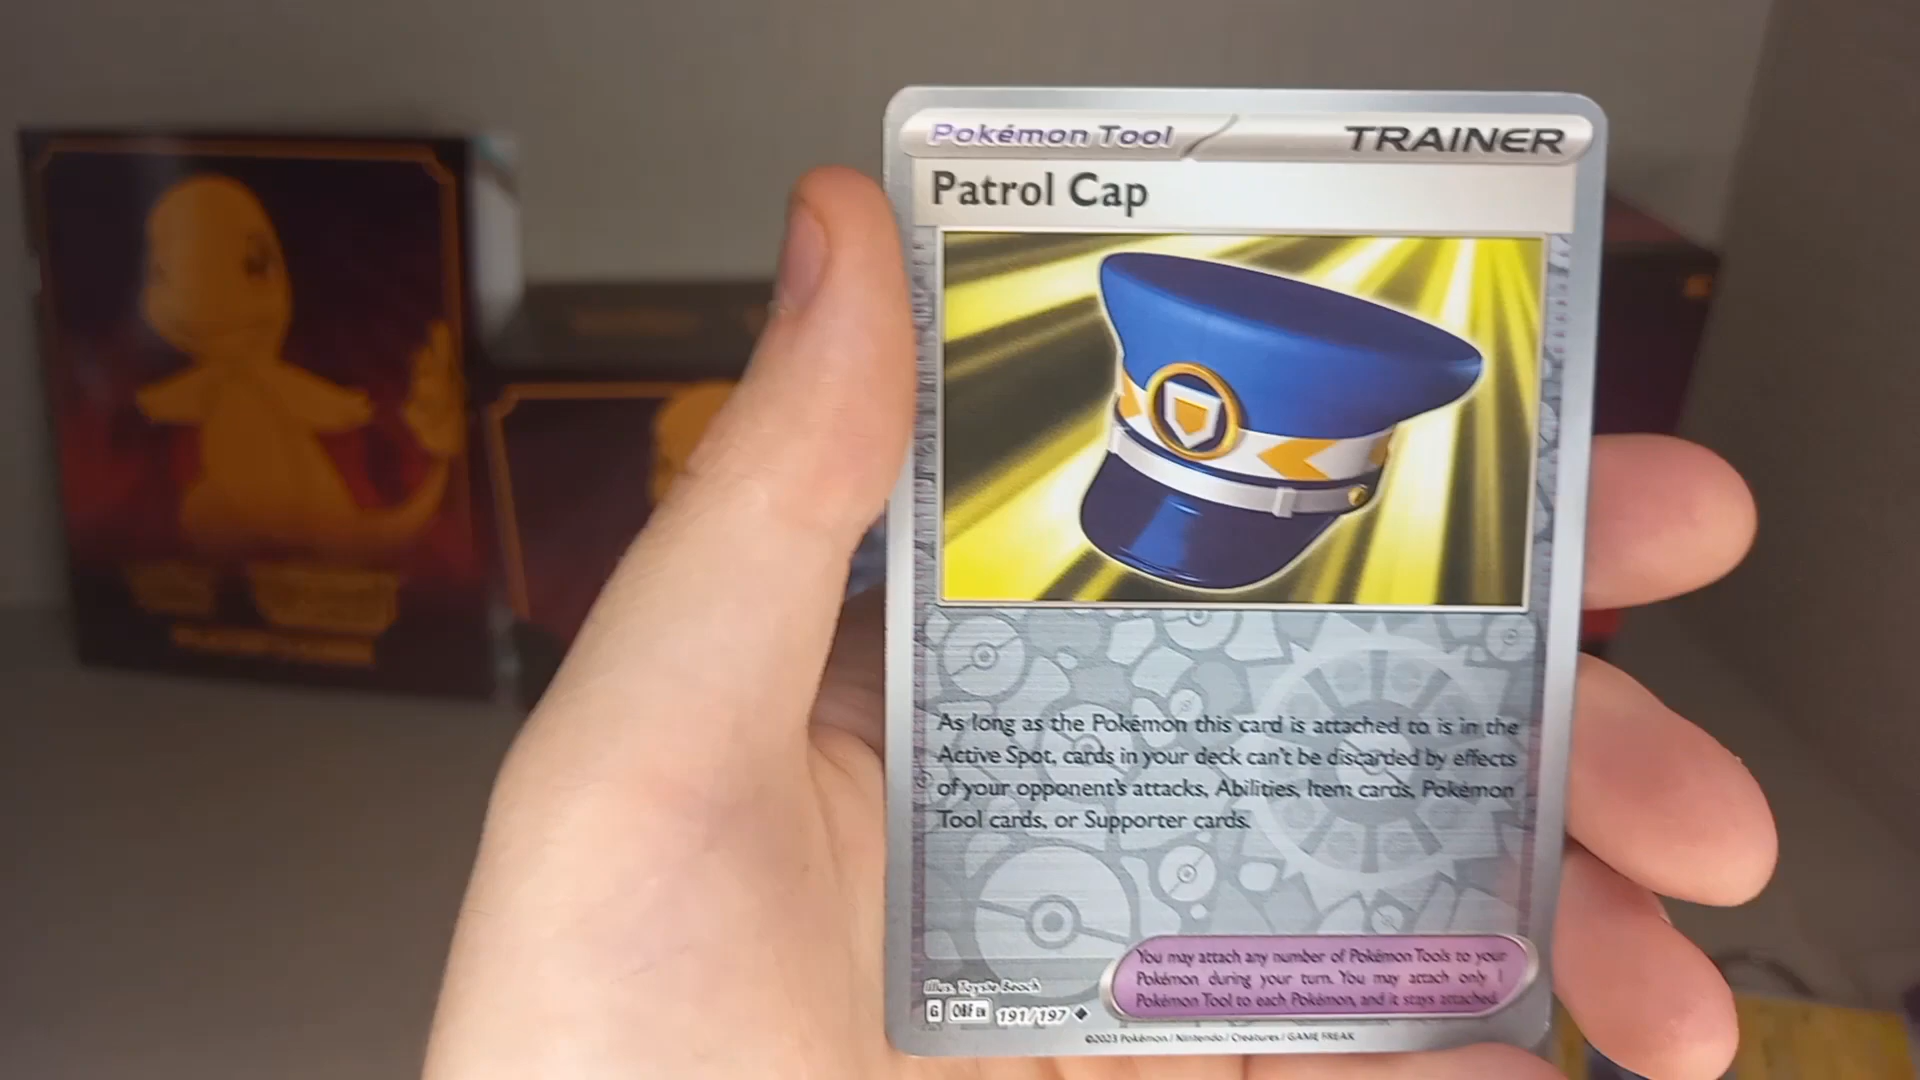 Pokémon Tool
TRAINER
Patrol Cap
As long as the Pokémon this card is attached to is in the
Active Spot, cards in your deck can't be discarded by effects
of your opponent's attacks, Abilities, Item cards, Pokémon
Tool cards, or Supporter cards.
You may attach any number of Pokémon Tools to your
Pokémon during your turn. You may attach only 1
Pokémon Tool to each Pokémon, and it stays attached.
Illus. Toyste Beach
G OBF EN 191/197
©2023 Pokémon / Nintendo / Creatures / GAME FREAK